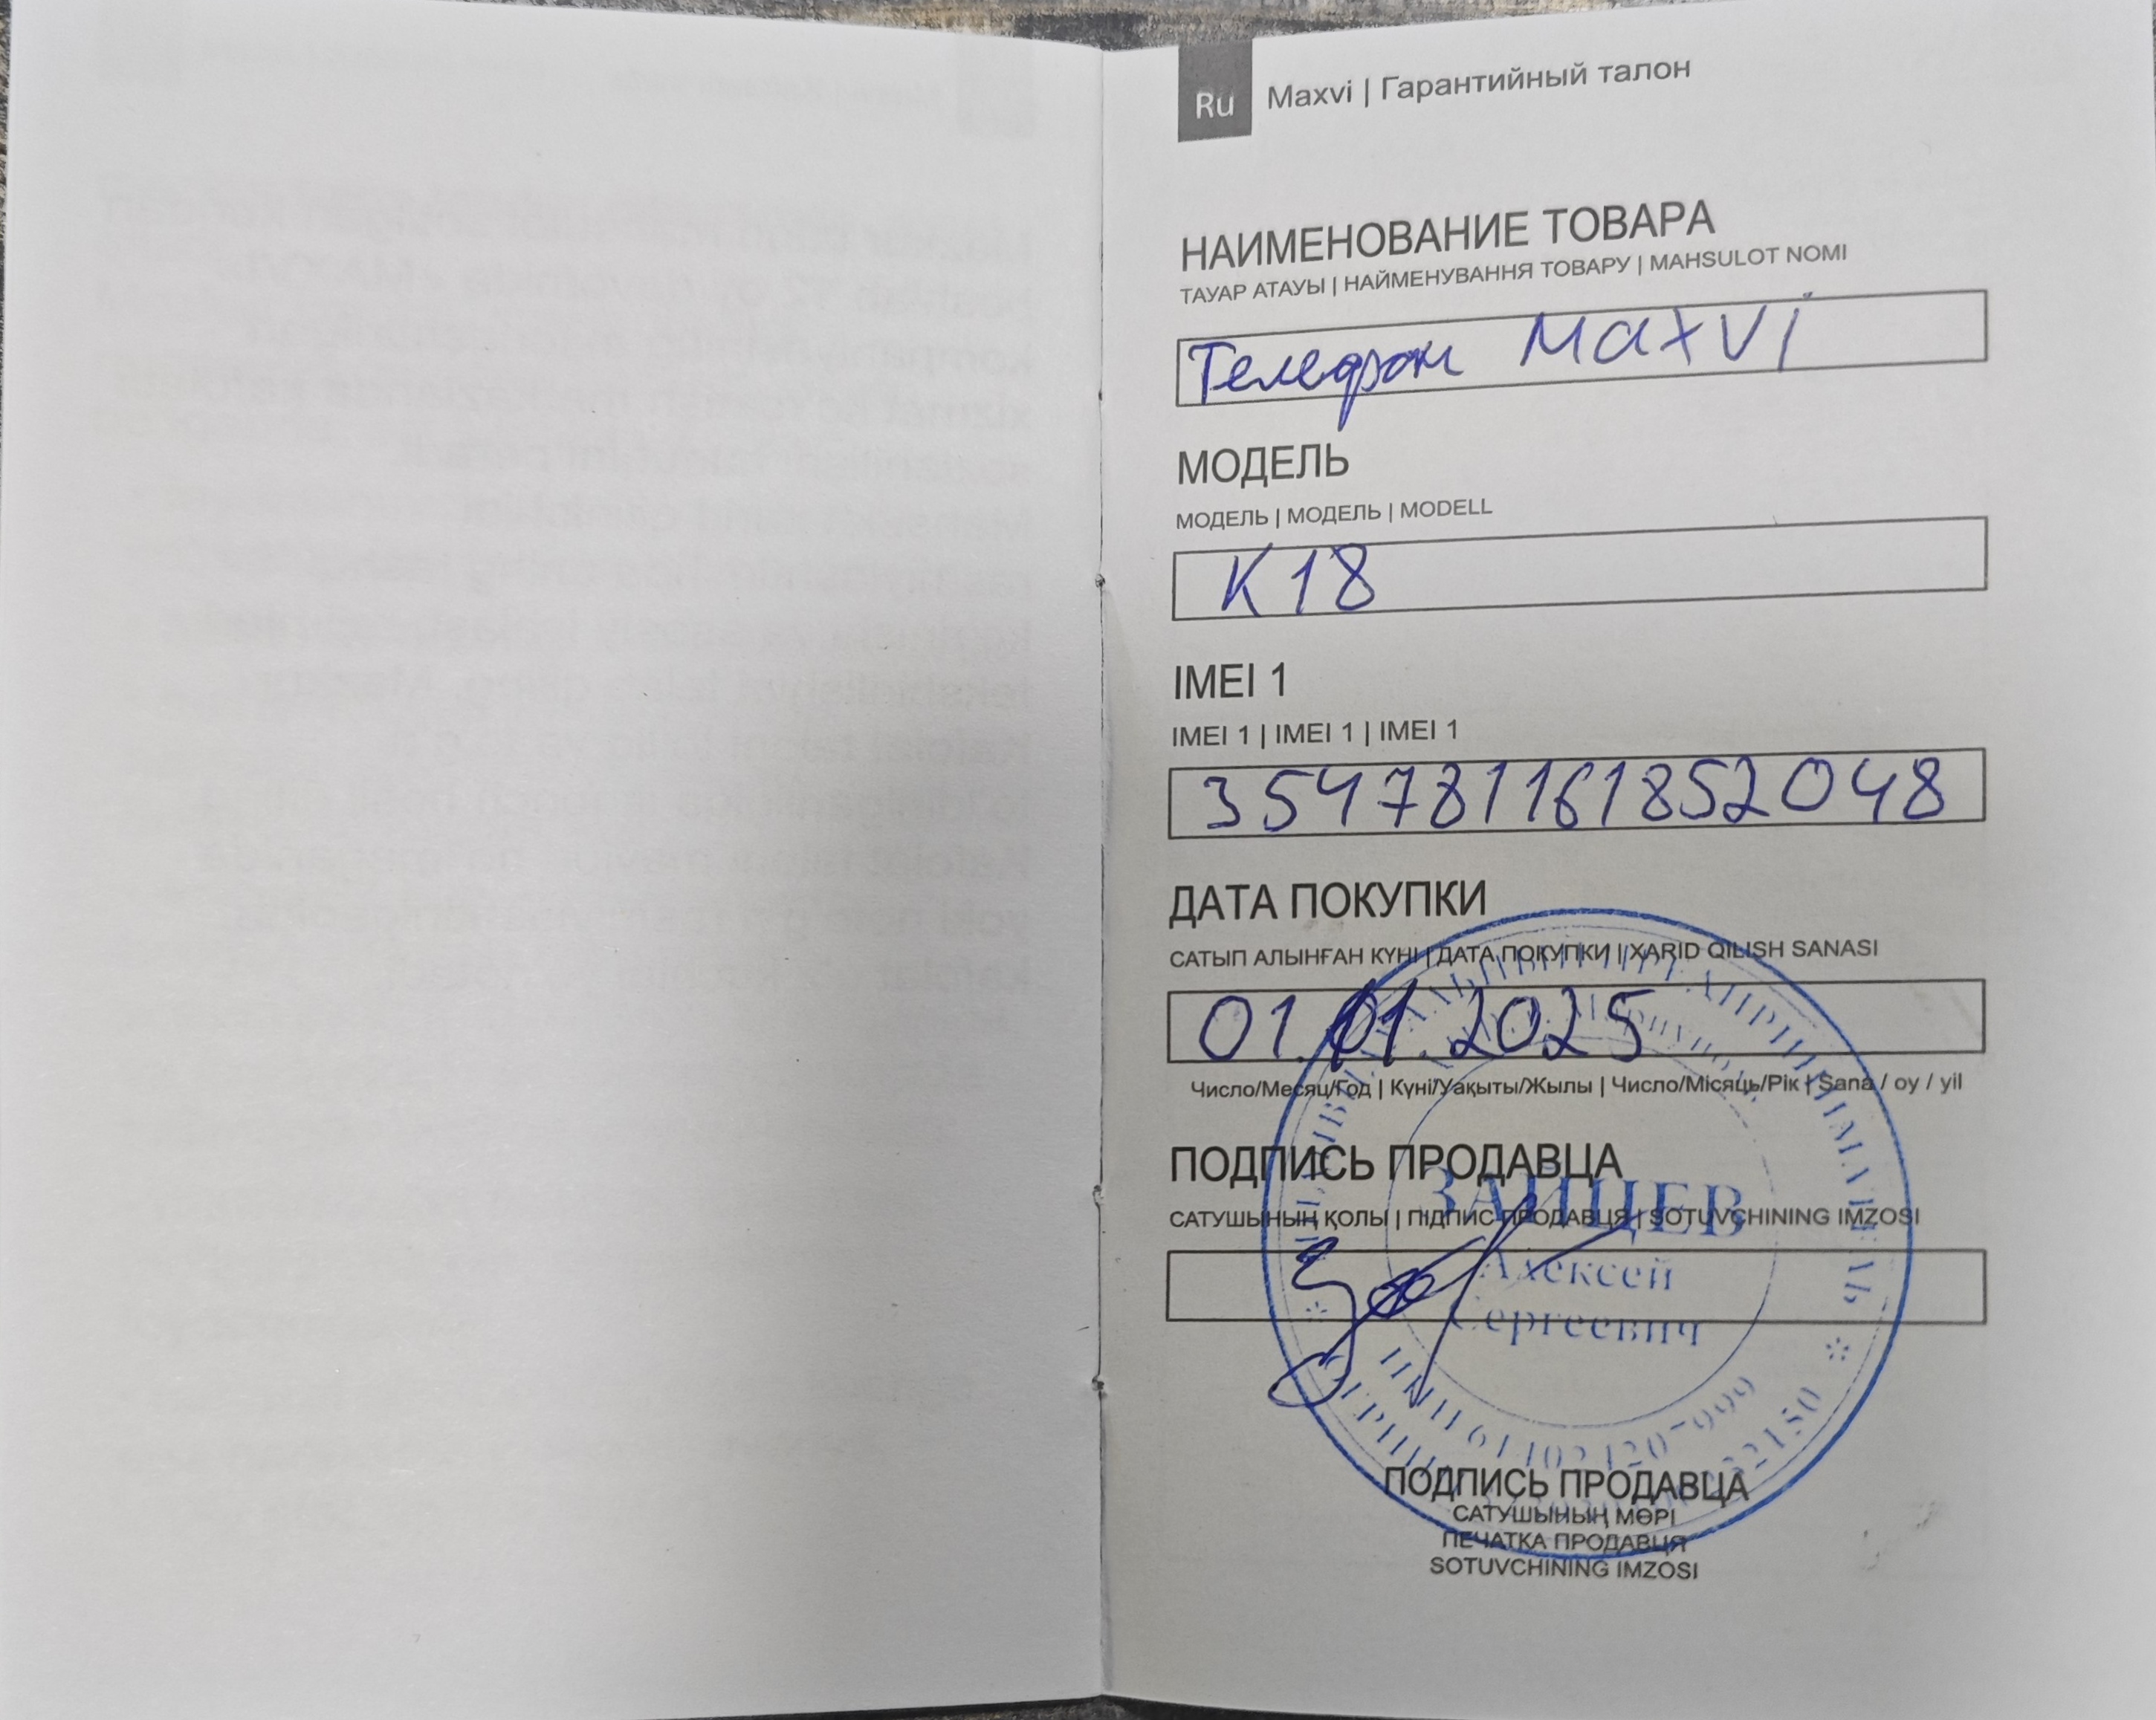 Ru Maxvi | Гарантийный талон
НАИМЕНОВАНИЕ ТОВАРА
ТАУАР АТАУЫ | НАЙМЕНУВАННЯ ТОВАРУ | MAHSULOT NOMI
Телефон Maxvi
МОДЕЛЬ
МОДЕЛЬ | МОДЕЛЬ | MODELL
K18
IMEI 1
IMEI 1 | IMEI 1 | IMEI 1
354781161852048
ДАТА ПОКУПКИ
САТЫП АЛЫНҒАН КҮНІ | ДАТА ПОКУПКИ | XARID QILISH SANASI
01.01.2025
Число/Месяц/Год | Күні/Уақыты/Жылы | Число/Місяць/Рік | Sana / oy / yil
ПОДПИСЬ ПРОДАВЦА
САТУШЫНЫҢ ҚОЛЫ | ПІДПИС ПРОДАВЦЯ | SOTUVCHINING IMZOSI
ЗАЙЦЕВ
Алексей
Сергеевич
ПОДПИСЬ ПРОДАВЦА
САТУШЫНЫҢ МӨРІ
ПЕЧАТКА ПРОДАВЦЯ
SOTUVCHINING IMZOSI